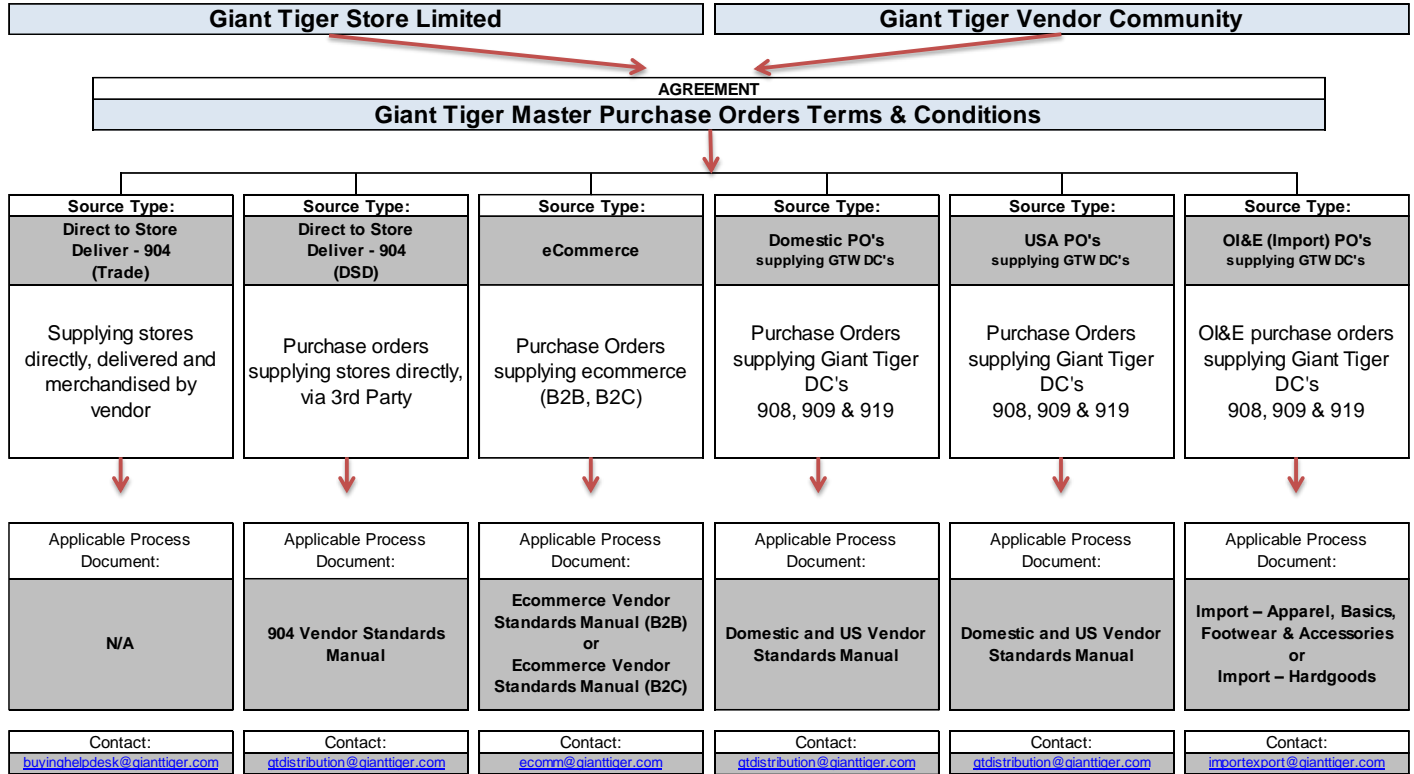 Giant Tiger Store Limited
Giant Tiger Vendor Community
AGREEMENT
Giant Tiger Master Purchase Orders Terms & Conditions
Source Type:
Direct to Store
Deliver - 904
(Trade)
Supplying stores
directly, delivered and
merchandised by
vendor
Applicable Process
Document:
N/A
Contact:
buyinghelpdesk@gianttiger.com
Source Type:
Direct to Store
Deliver - 904
(DSD)
Purchase orders
supplying stores directly,
via 3rd Party
Applicable Process
Document:
904 Vendor Standards
Manual
Contact:
gtdistribution@gianttiger.com
Source Type:
eCommerce
Purchase Orders
supplying ecommerce
(B2B, B2C)
Applicable Process
Document:
Ecommerce Vendor
Standards Manual (B2B)
or
Ecommerce Vendor
Standards Manual (B2C)
Contact:
ecomm@gianttiger.com
Source Type:
Domestic PO's
supplying GTW DC's
Purchase Orders
supplying Giant Tiger
DC's
908, 909 & 919
Applicable Process
Document:
Domestic and US Vendor
Standards Manual
Contact:
gtdistribution@gianttiger.com
Source Type:
USA PO's
supplying GTW DC's
Purchase Orders
supplying Giant Tiger
DC's
908, 909 & 919
Applicable Process
Document:
Domestic and US Vendor
Standards Manual
Contact:
gtdistribution@gianttiger.com
Source Type:
OI&E (Import) PO's
supplying GTW DC's
OI&E purchase orders
supplying Giant Tiger
DC's
908, 909 & 919
Applicable Process
Document:
Import – Apparel, Basics,
Footwear & Accessories
or
Import – Hardgoods
Contact:
importexport@gianttiger.com